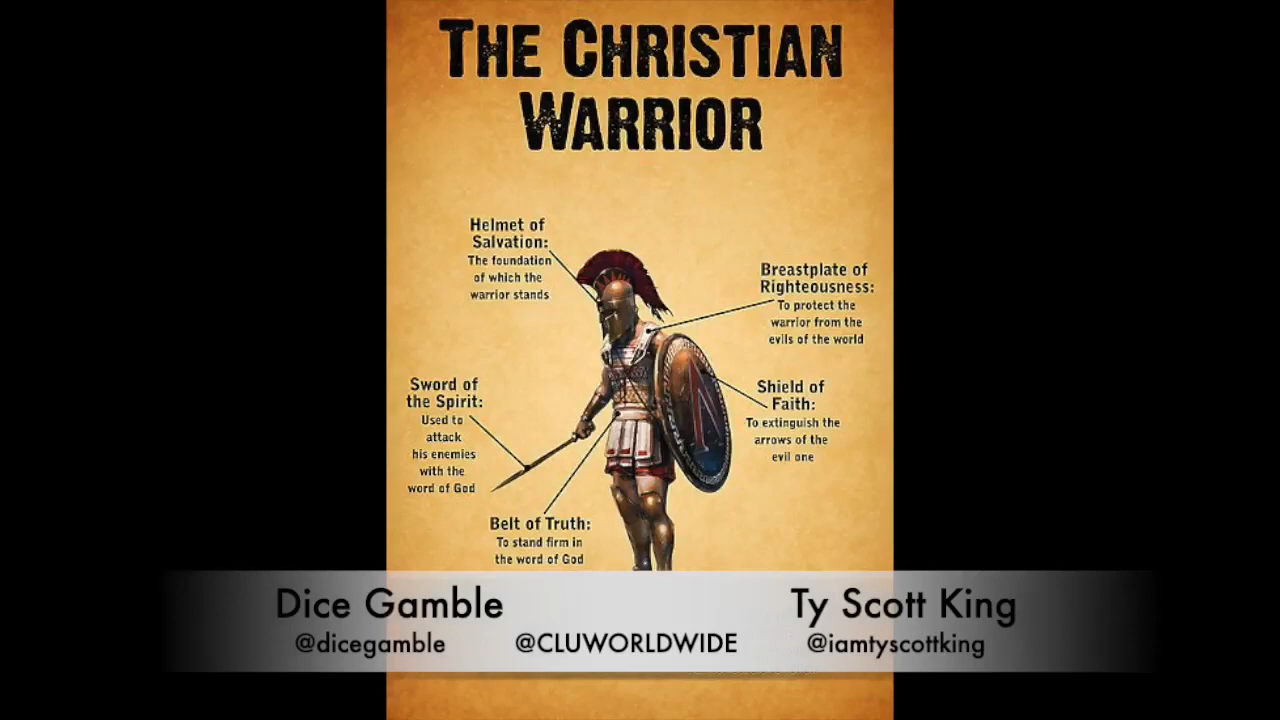 THE CHRISTIAN
WARRIOR
Helmet of
Salvation:
The foundation
of which the
warrior stands
Breastplate of
Righteousness:
To protect the
warrior from the
evils of the world
Sword of
the Spirit:
Used to
attack
his enemies
with the
word of God
Shield of
Faith:
To extinguish the
arrows of the
evil one
Belt of Truth:
To stand firm in
the word of God
Dice Gamble
Ty Scott King
@dicegamble
@CLUWORLDWIDE
@iamtyscottking